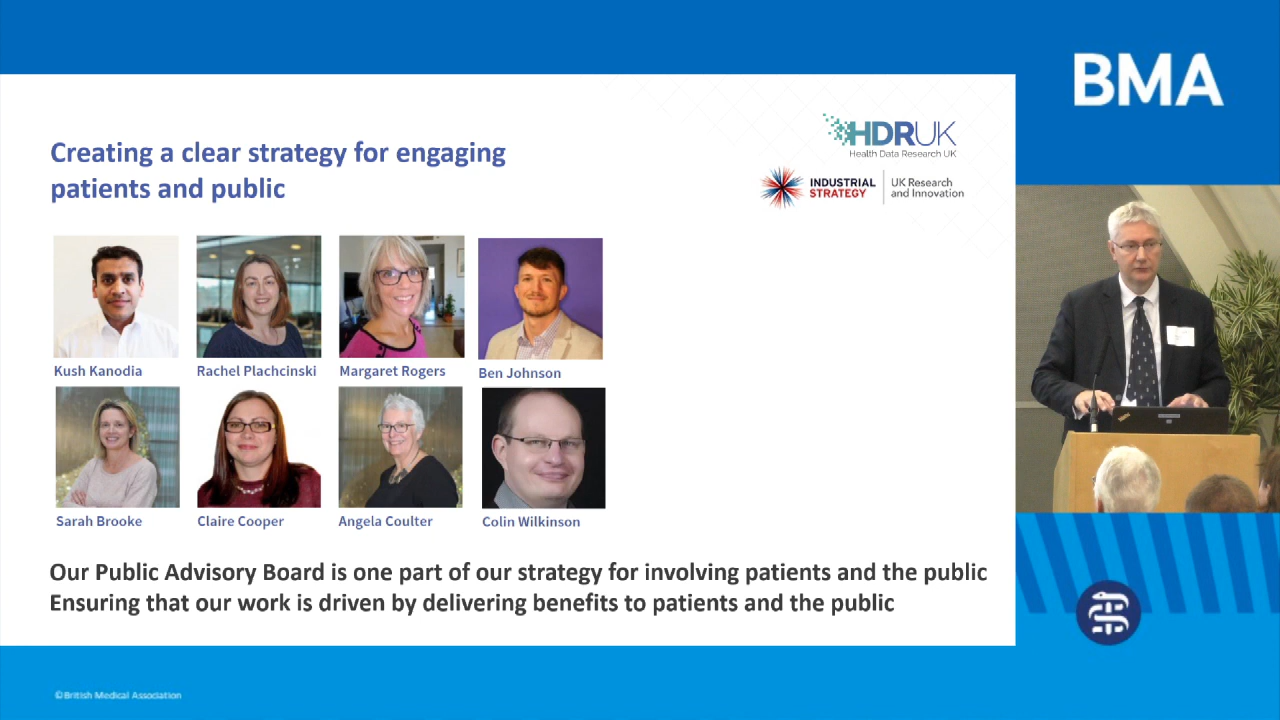 BMA
HDRUK
Health Data Research UK
INDUSTRIAL
STRATEGY
UK Research
and Innovation
Creating a clear strategy for engaging
patients and public
Kush Kanodia
Rachel Plachcinski
Margaret Rogers
Ben Johnson
Sarah Brooke
Claire Cooper
Angela Coulter
Colin Wilkinson
Our Public Advisory Board is one part of our strategy for involving patients and the public
Ensuring that our work is driven by delivering benefits to patients and the public
©British Medical Association